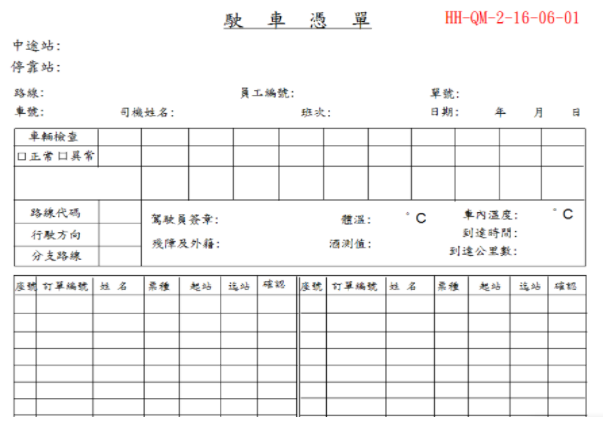 駛車憑單 HH-QM-2-16-06-01
中途站:
停靠站:
路線: 員工編號: 單號:
車號: 司機姓名: 班次: 日期: 年 月 日
車輛檢查
□正常□異常
路線代碼 駕駛員簽章: 體溫: °C 車內溫度: °C
行駛方向 到達時間:
殘障及外籍: 酒測值:
分支路線 到達公里數:
座號 訂單編號 姓名 票種 起站 迄站 確認 座號 訂單編號 姓名 票種 起站 迄站 確認